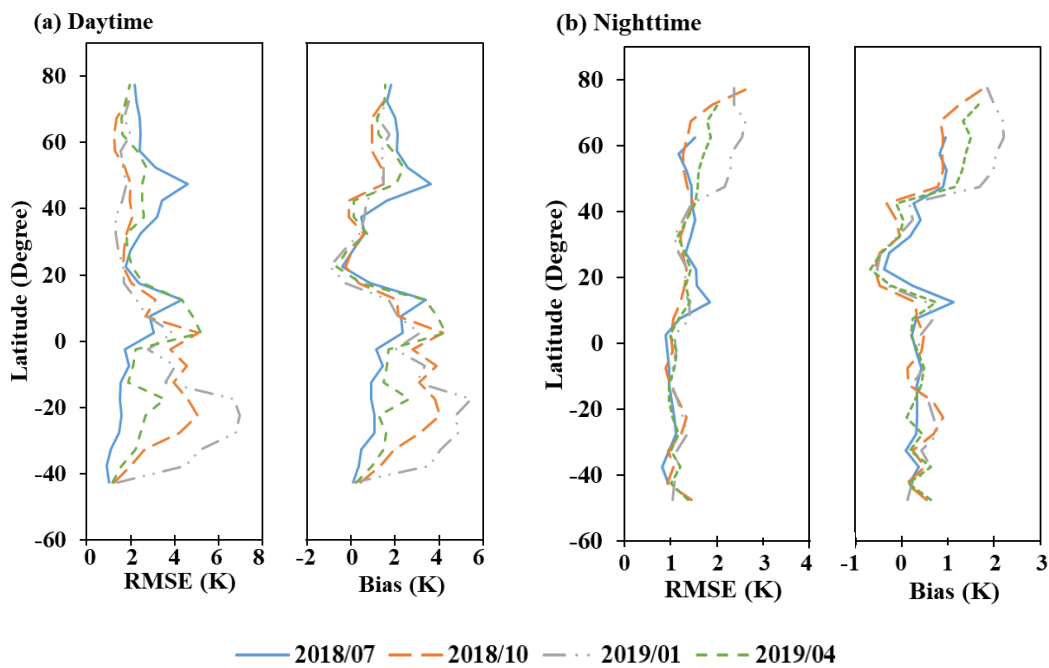 (a) Daytime
(b) Nighttime
Latitude (Degree)
80
60
40
20
0
-20
-40
-60
0 2 4 6 8
RMSE (K)
-2 0 2 4 6
Bias (K)
Latitude (Degree)
80
60
40
20
0
-20
-40
-60
0 1 2 3 4
RMSE (K)
-1 0 1 2 3
Bias (K)
2018/07 2018/10 2019/01 2019/04